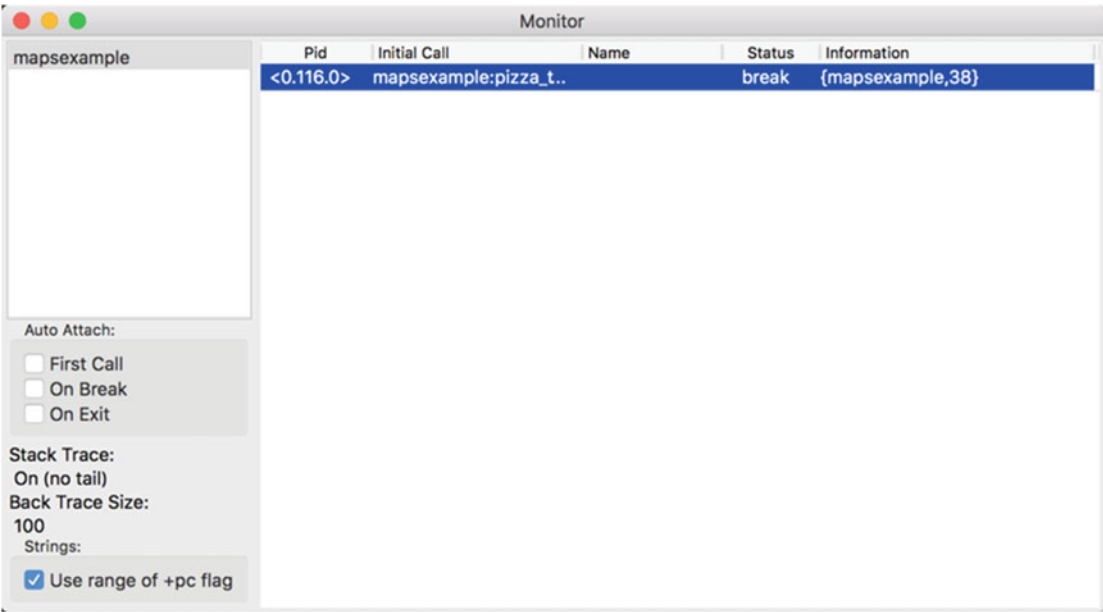 Monitor
mapsexample
Pid Initial Call Name Status Information
<0.116.0> mapsexample:pizza_t.. break {mapsexample,38}
Auto Attach:
First Call
On Break
On Exit
Stack Trace:
On (no tail)
Back Trace Size:
100
Strings:
Use range of +pc flag